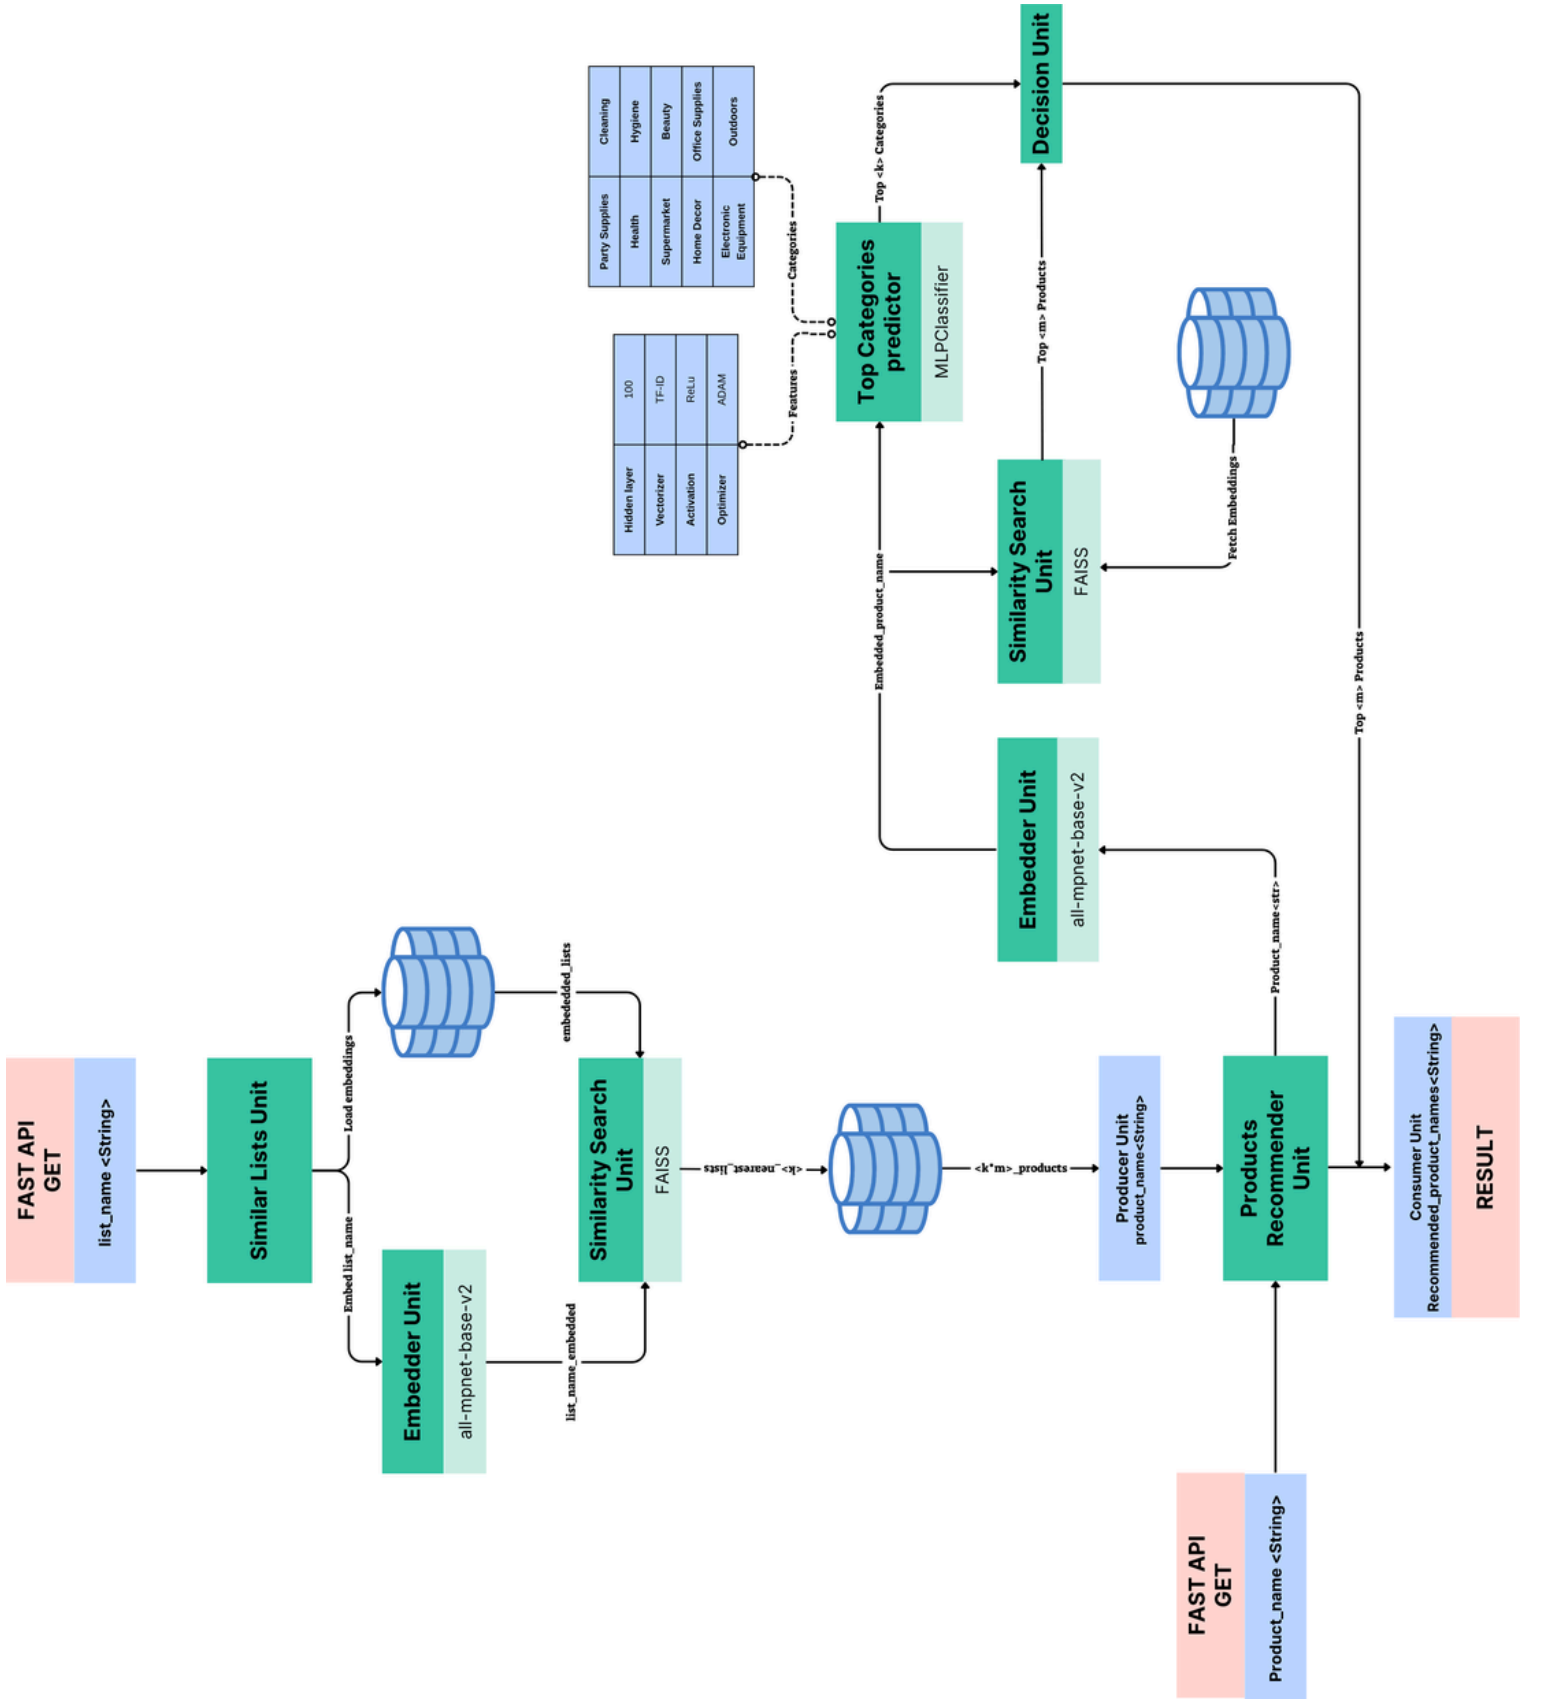 FAST API
GET
list_name <String>
Similar Lists Unit
Embed list_name
Load embeddings
Embedder Unit
all-mpnet-base-v2
list_name_embedded
embededded_lists
Similarity Search
Unit
FAISS
<k>_nearest_lists
<k*m>_products
Producer Unit
product_name<String>
FAST API
GET
Product_name <String>
Products
Recommender
Unit
Product_name<str>
Embedder Unit
all-mpnet-base-v2
Embedded_product_name
Similarity Search
Unit
FAISS
Fetch Embeddings
Top <m> Products
Top Categories
predictor
MLPClassifier
Features
Hidden layer 100
Vectorizer TF-ID
Activation ReLu
Optimizer ADAM
Categories
Party Supplies Cleaning
Health Hygiene
Supermarket Beauty
Home Decor Office Supplies
Electronic
Equipment Outdoors
Top <k> Categories
Decision Unit
Top <m> Products
Consumer Unit
Recommended_product_names<String>
RESULT